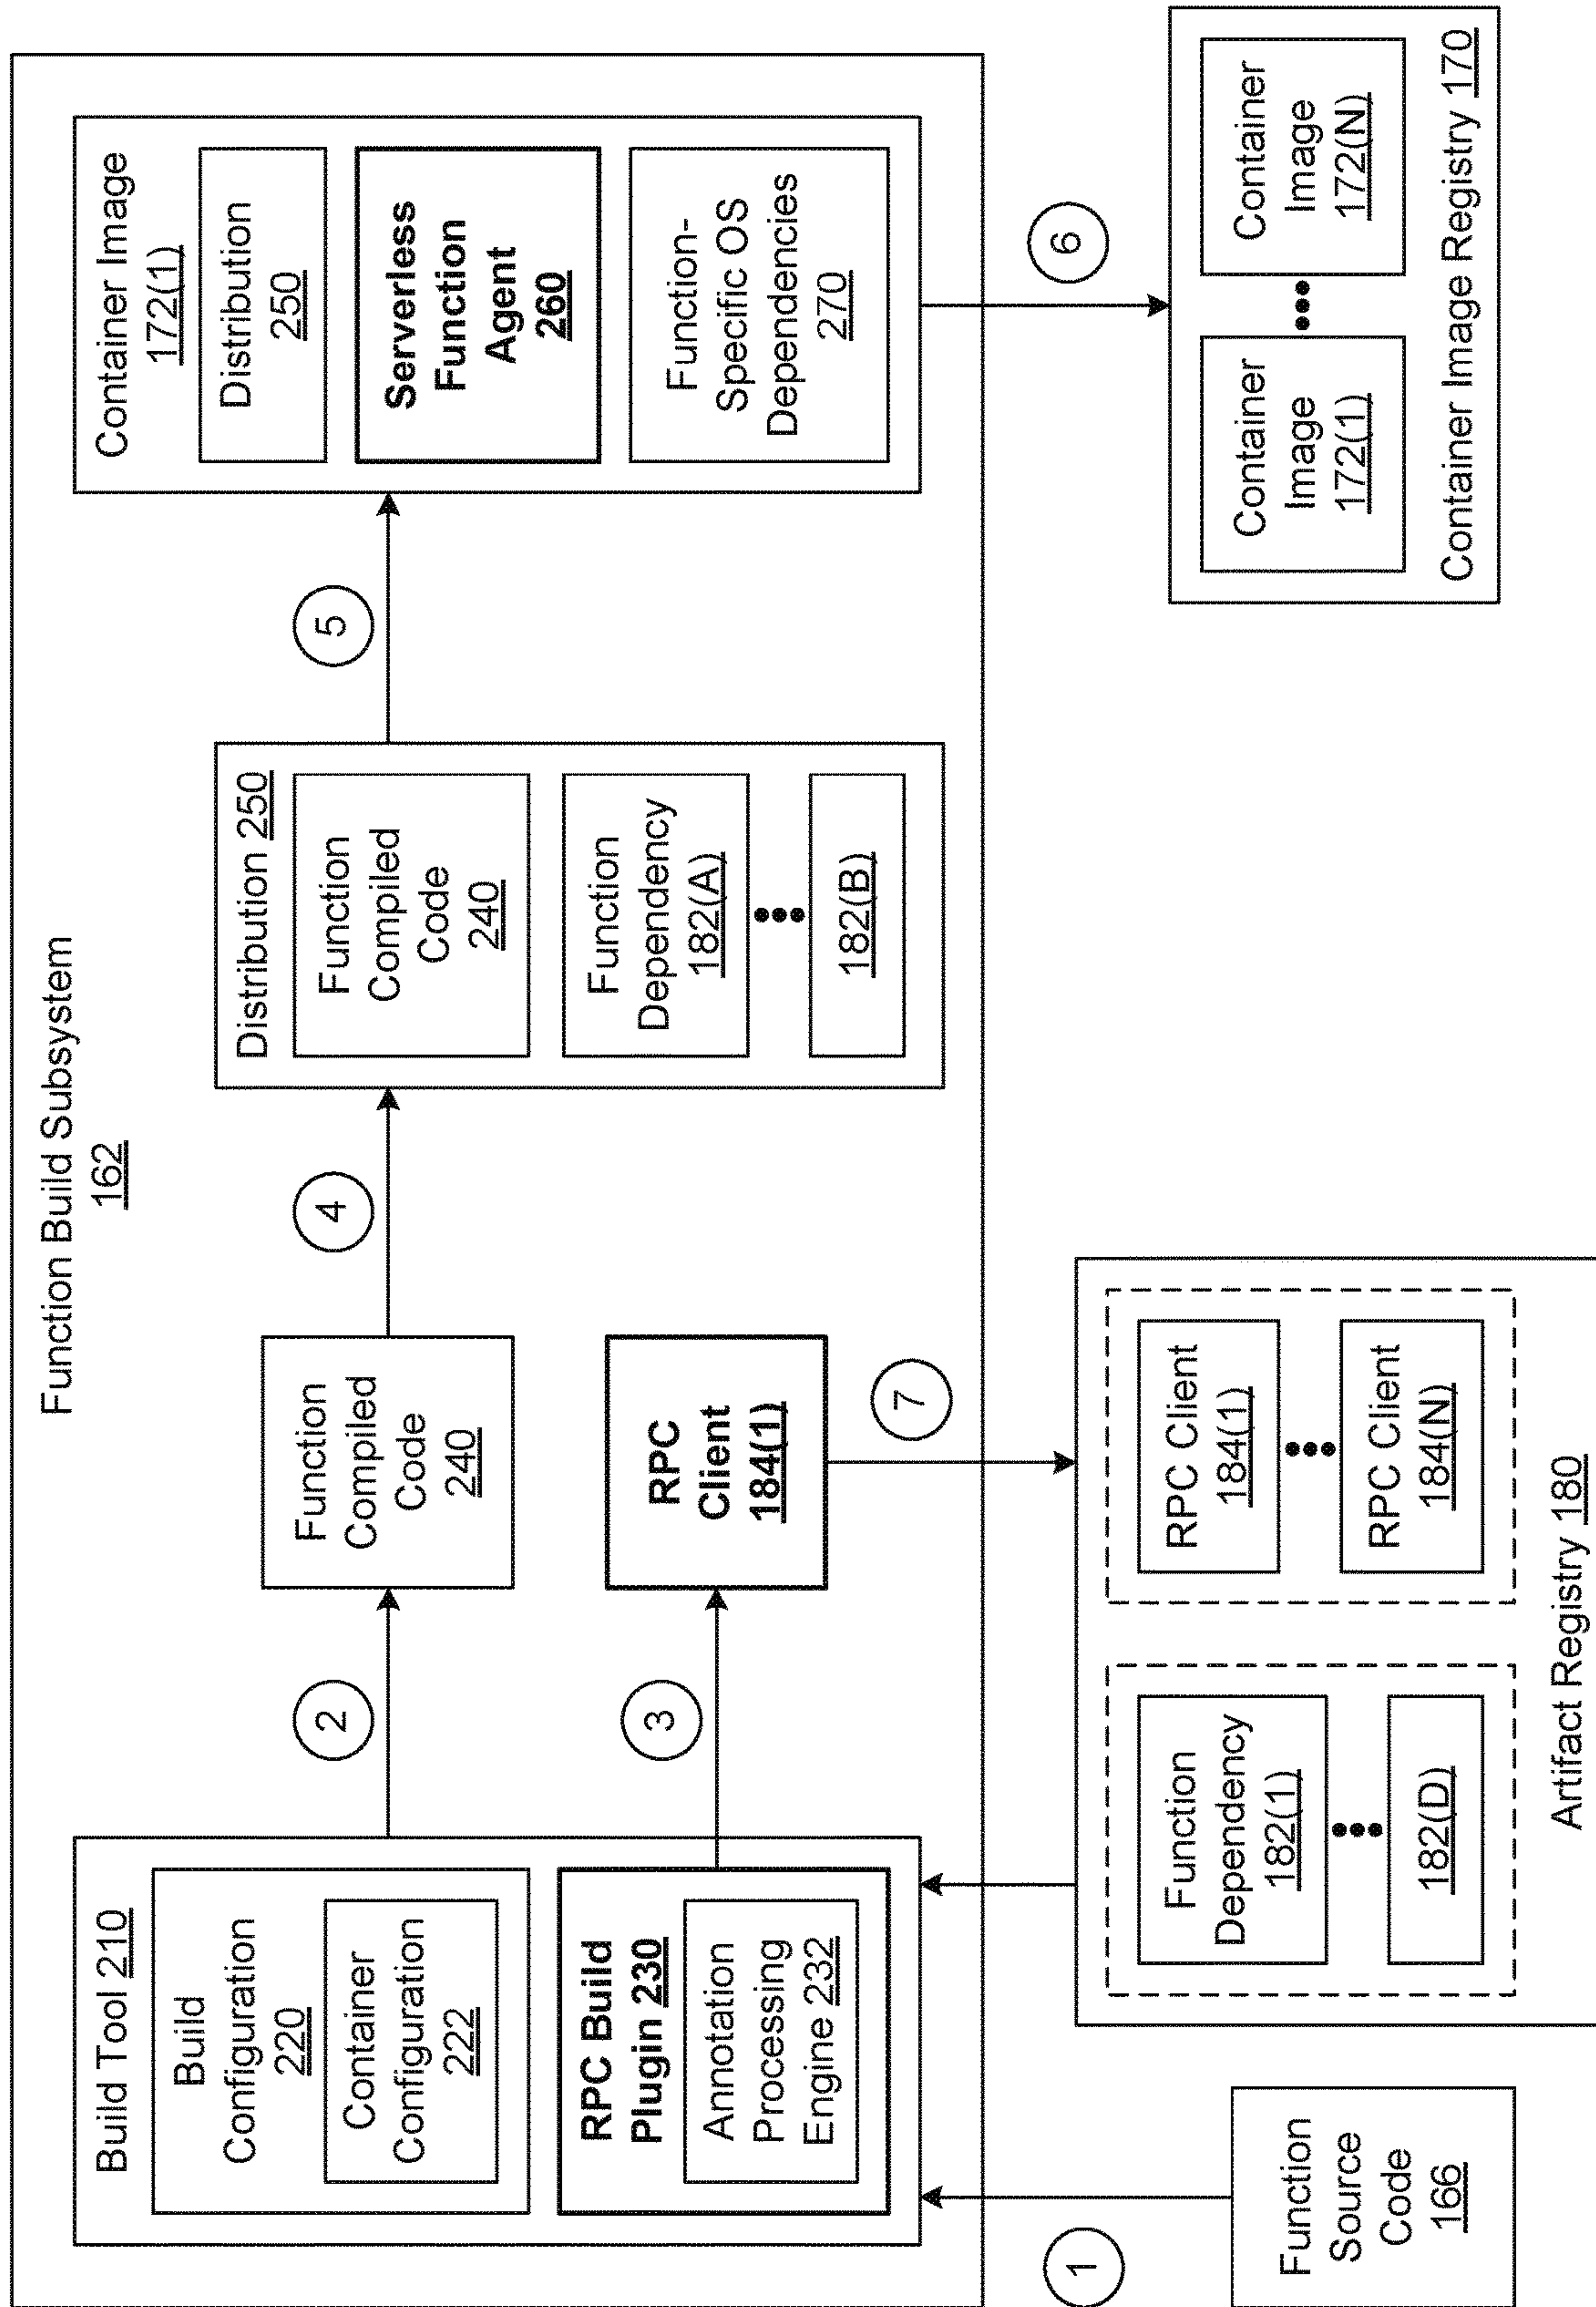 Function Build Subsystem
162
Build Tool 210
Build
Configuration
220
Container
Configuration
222
RPC Build
Plugin 230
Annotation
Processing
Engine 232
2
3
Function
Compiled
Code
240
RPC
Client
184(1)
4
7
Distribution 250
Function
Compiled
Code
240
Function
Dependency
182(A)
182(B)
5
Container Image
172(1)
Distribution
250
Serverless
Function
Agent
260
Function-
Specific OS
Dependencies
270
6
1
Function
Source
Code
166
Function
Dependency
182(1)
182(D)
RPC Client
184(1)
RPC Client
184(N)
Artifact Registry 180
Container
Image
172(1)
Container
Image
172(N)
Container Image Registry 170